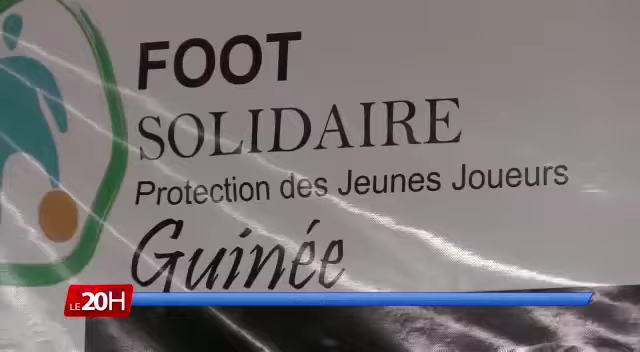 FOOT
SOLIDAIRE
Protection des Jeunes Joueurs
Guinée
LE 20H